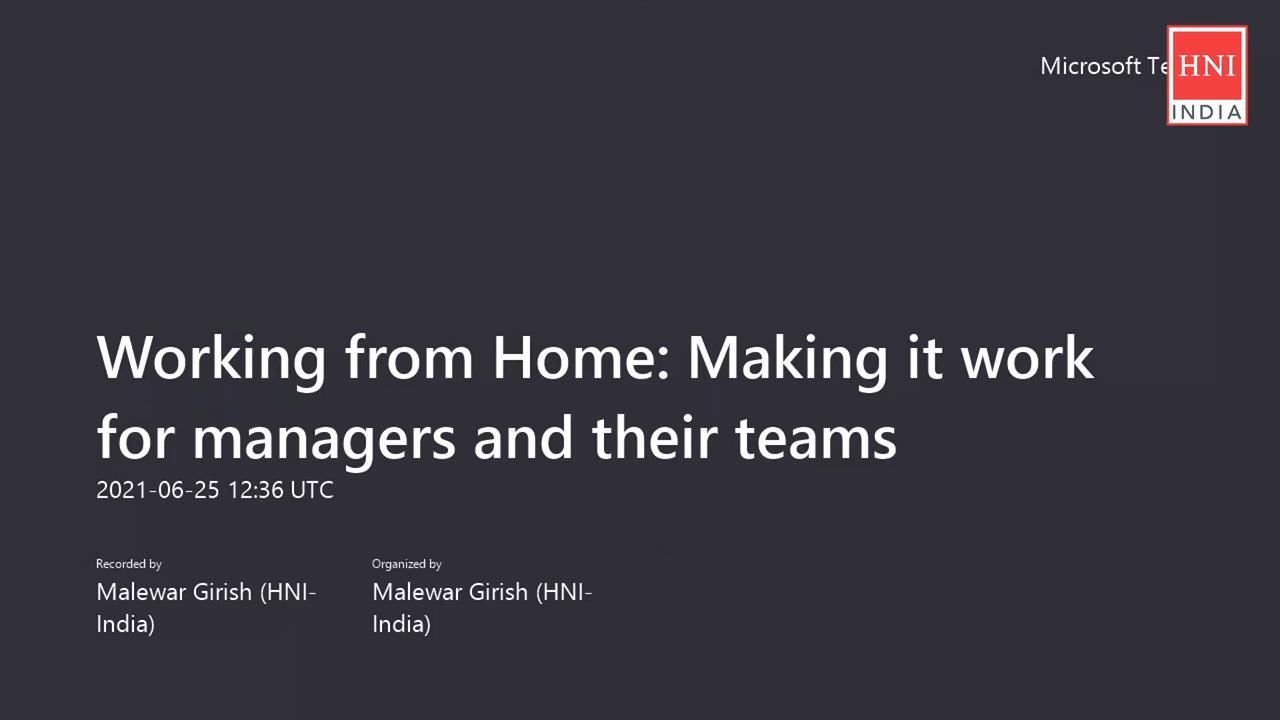 Microsoft Te
HNI
INDIA
Working from Home: Making it work
for managers and their teams
2021-06-25 12:36 UTC
Recorded by
Malewar Girish (HNI-
India)
Organized by
Malewar Girish (HNI-
India)